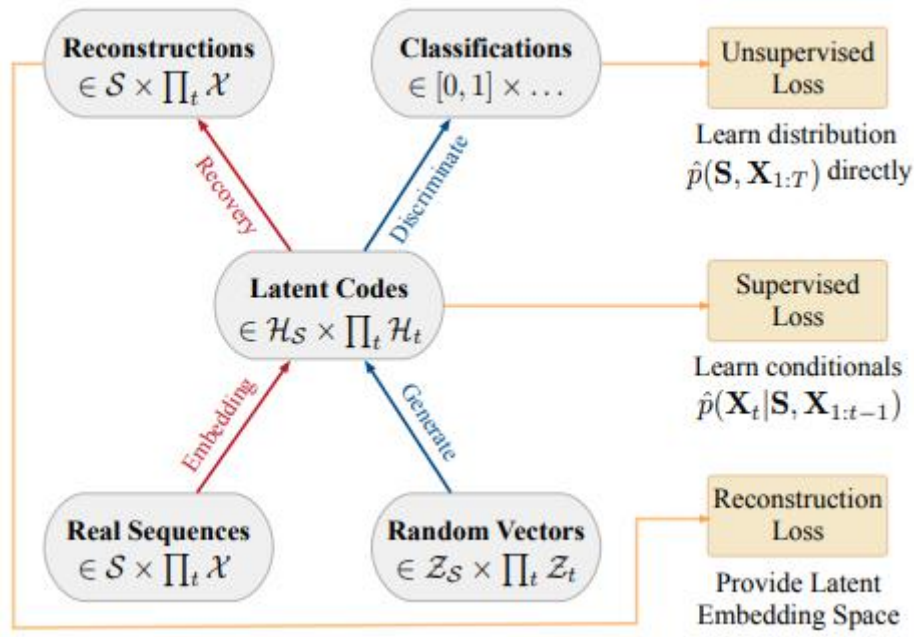 Reconstructions
∈ 𝒮 × ∏ₜ 𝒳
Classifications
∈ [0, 1] × …
Unsupervised
Loss
Learn distribution
p̂(𝐒, 𝐗₁:T) directly
Recovery
Discriminate
Latent Codes
∈ ℋ𝒮 × ∏ₜ ℋₜ
Supervised
Loss
Learn conditionals
p̂(𝐗ₜ|𝐒, 𝐗₁:ₜ₋₁)
Embedding
Generate
Real Sequences
∈ 𝒮 × ∏ₜ 𝒳
Random Vectors
∈ 𝒵𝒮 × ∏ₜ 𝒵ₜ
Reconstruction
Loss
Provide Latent
Embedding Space